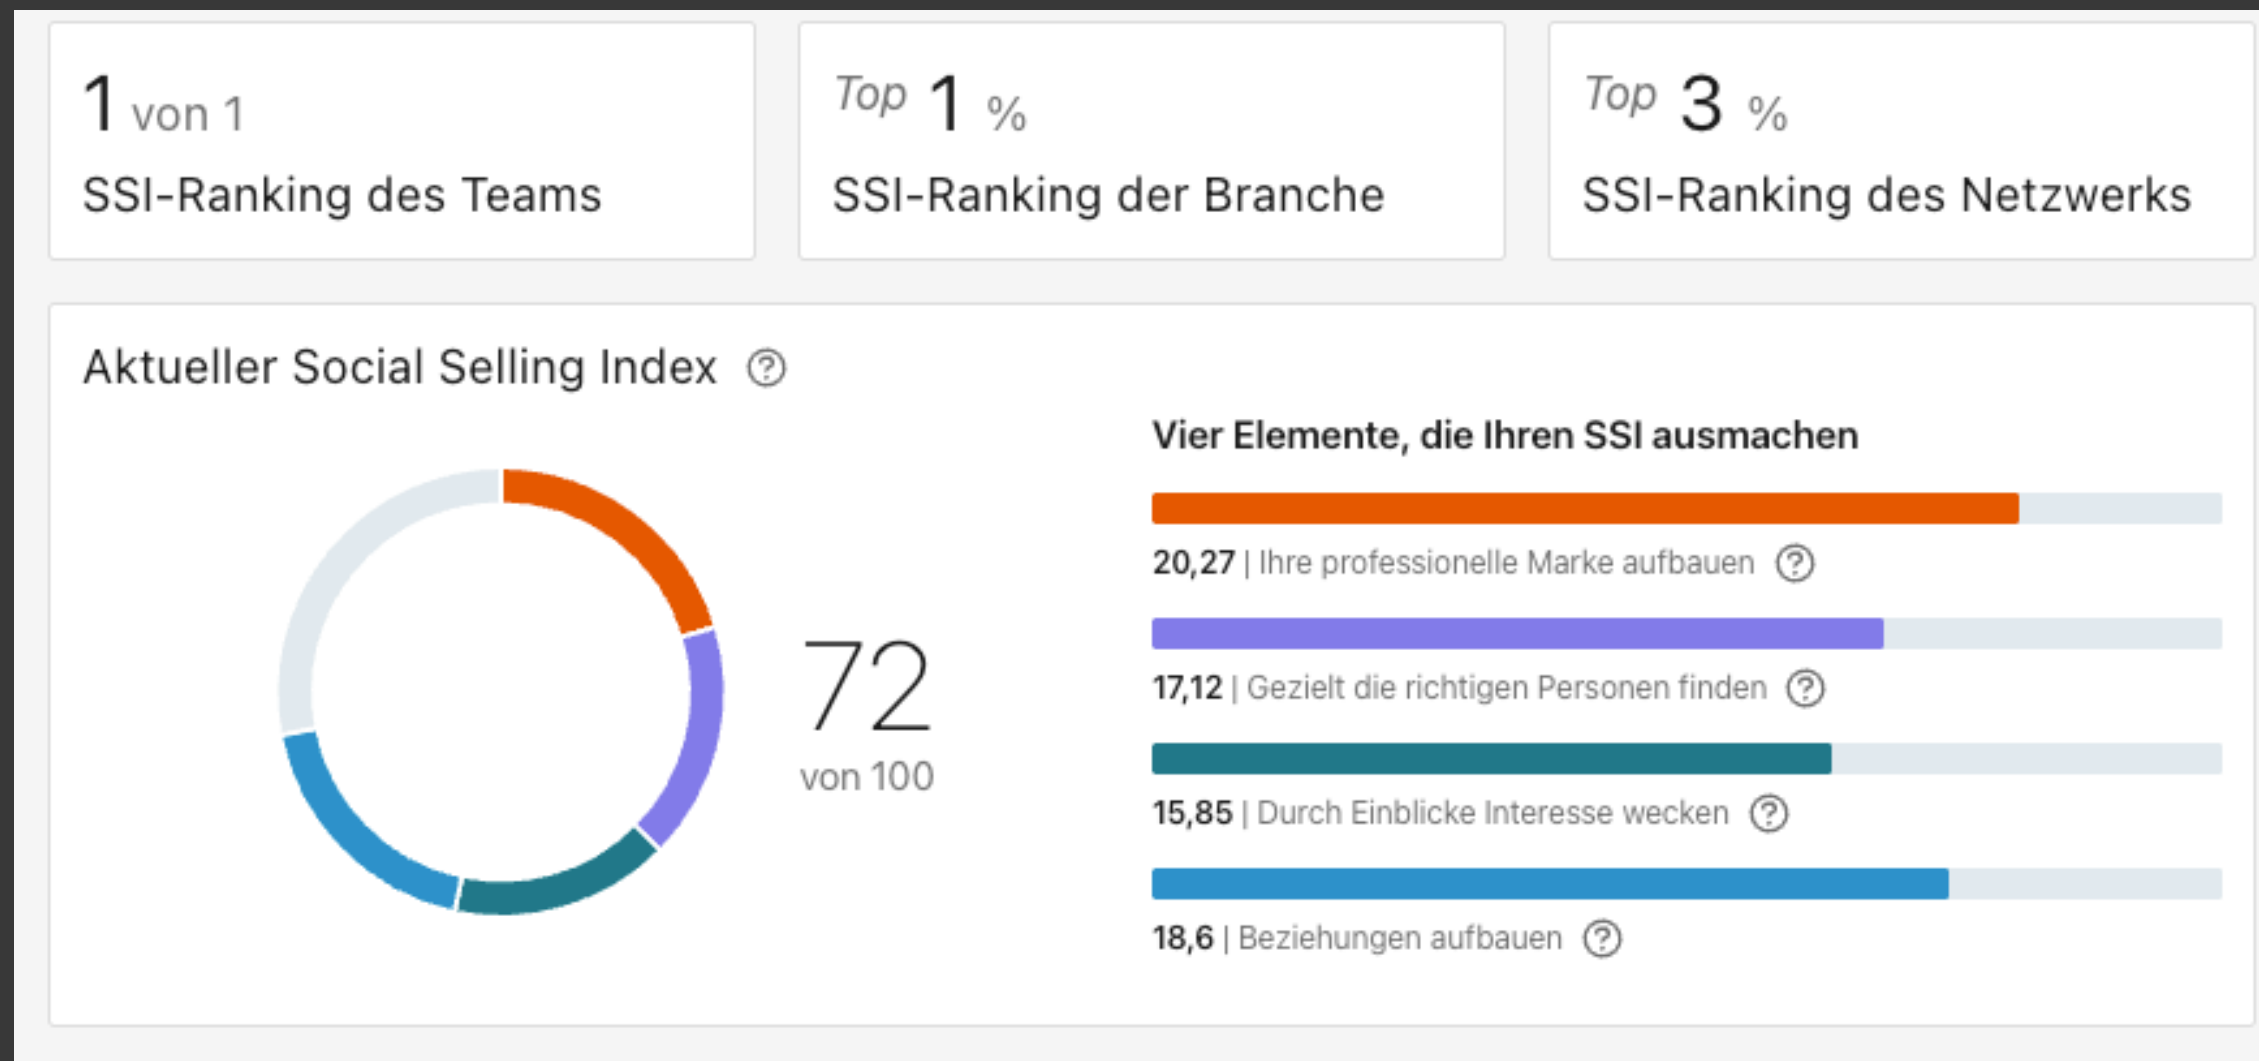 1 von 1
SSI-Ranking des Teams
Top 1 %
SSI-Ranking der Branche
Top 3 %
SSI-Ranking des Netzwerks
Aktueller Social Selling Index ?
72
von 100
Vier Elemente, die Ihren SSI ausmachen
20,27 | Ihre professionelle Marke aufbauen ?
17,12 | Gezielt die richtigen Personen finden ?
15,85 | Durch Einblicke Interesse wecken ?
18,6 | Beziehungen aufbauen ?